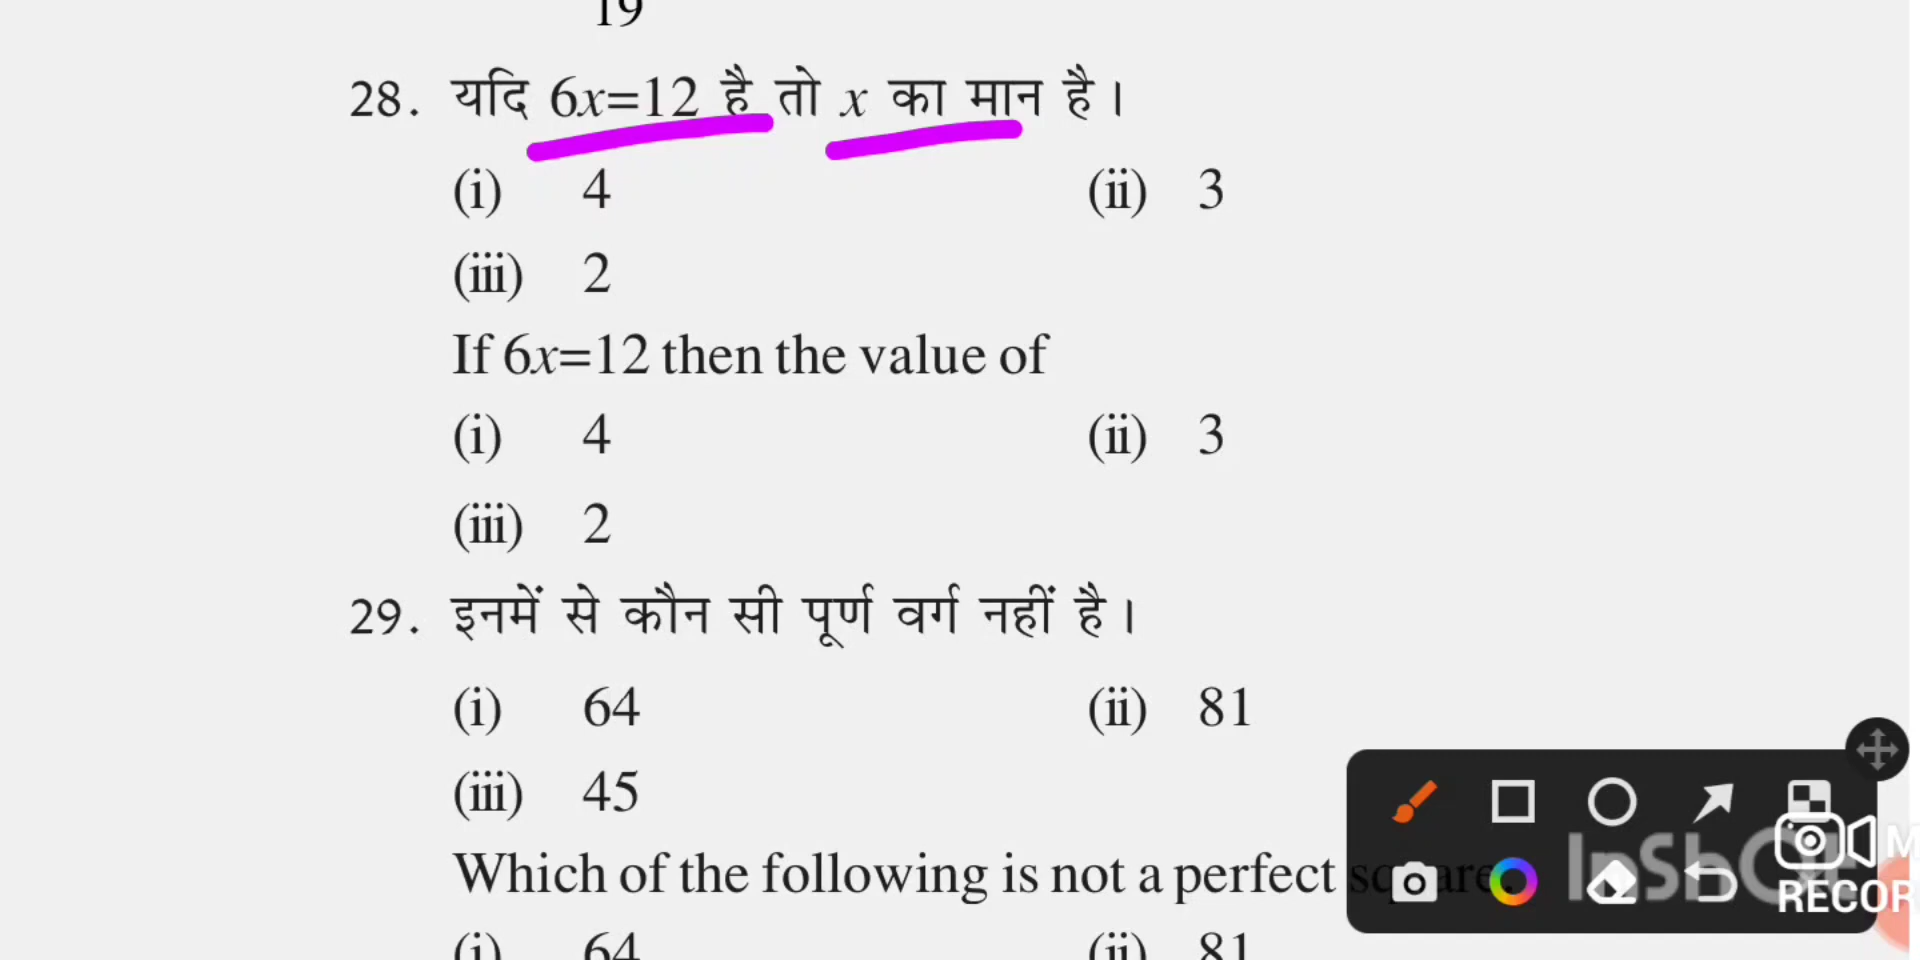 19
28. यदि 6x=12 है तो x का मान है।
(i) 4 (ii) 3
(iii) 2
If 6x=12 then the value of
(i) 4 (ii) 3
(iii) 2
29. इनमें से कौन सी पूर्ण वर्ग नहीं है।
(i) 64 (ii) 81
(iii) 45
Which of the following is not a perfect square.
(i) 64 (ii) 81
InShOt
RECOR